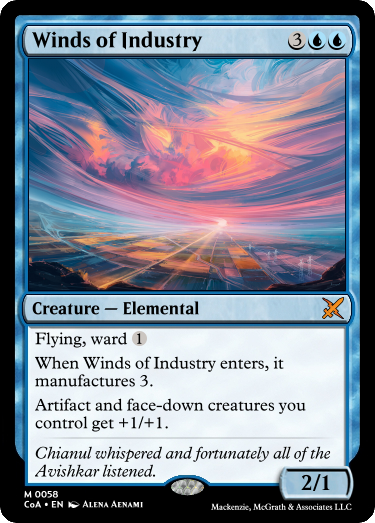 Winds of Industry 3
Creature — Elemental
Flying, ward 1
When Winds of Industry enters, it
manufactures 3.
Artifact and face-down creatures you
control get +1/+1.
Chianul whispered and fortunately all of the
Avishkar listened.
2/1
M 0058
CoA • EN Alena Aenami
Mackenzie, McGrath & Associates LLC